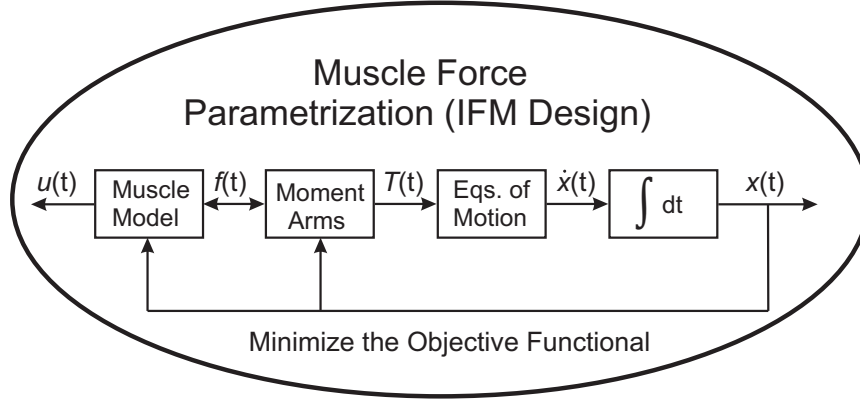 Muscle Force
Parametrization (IFM Design)
u(t)
Muscle
Model
f(t)
Moment
Arms
T(t)
Eqs. of
Motion
ẋ(t)
∫ dt
x(t)
Minimize the Objective Functional